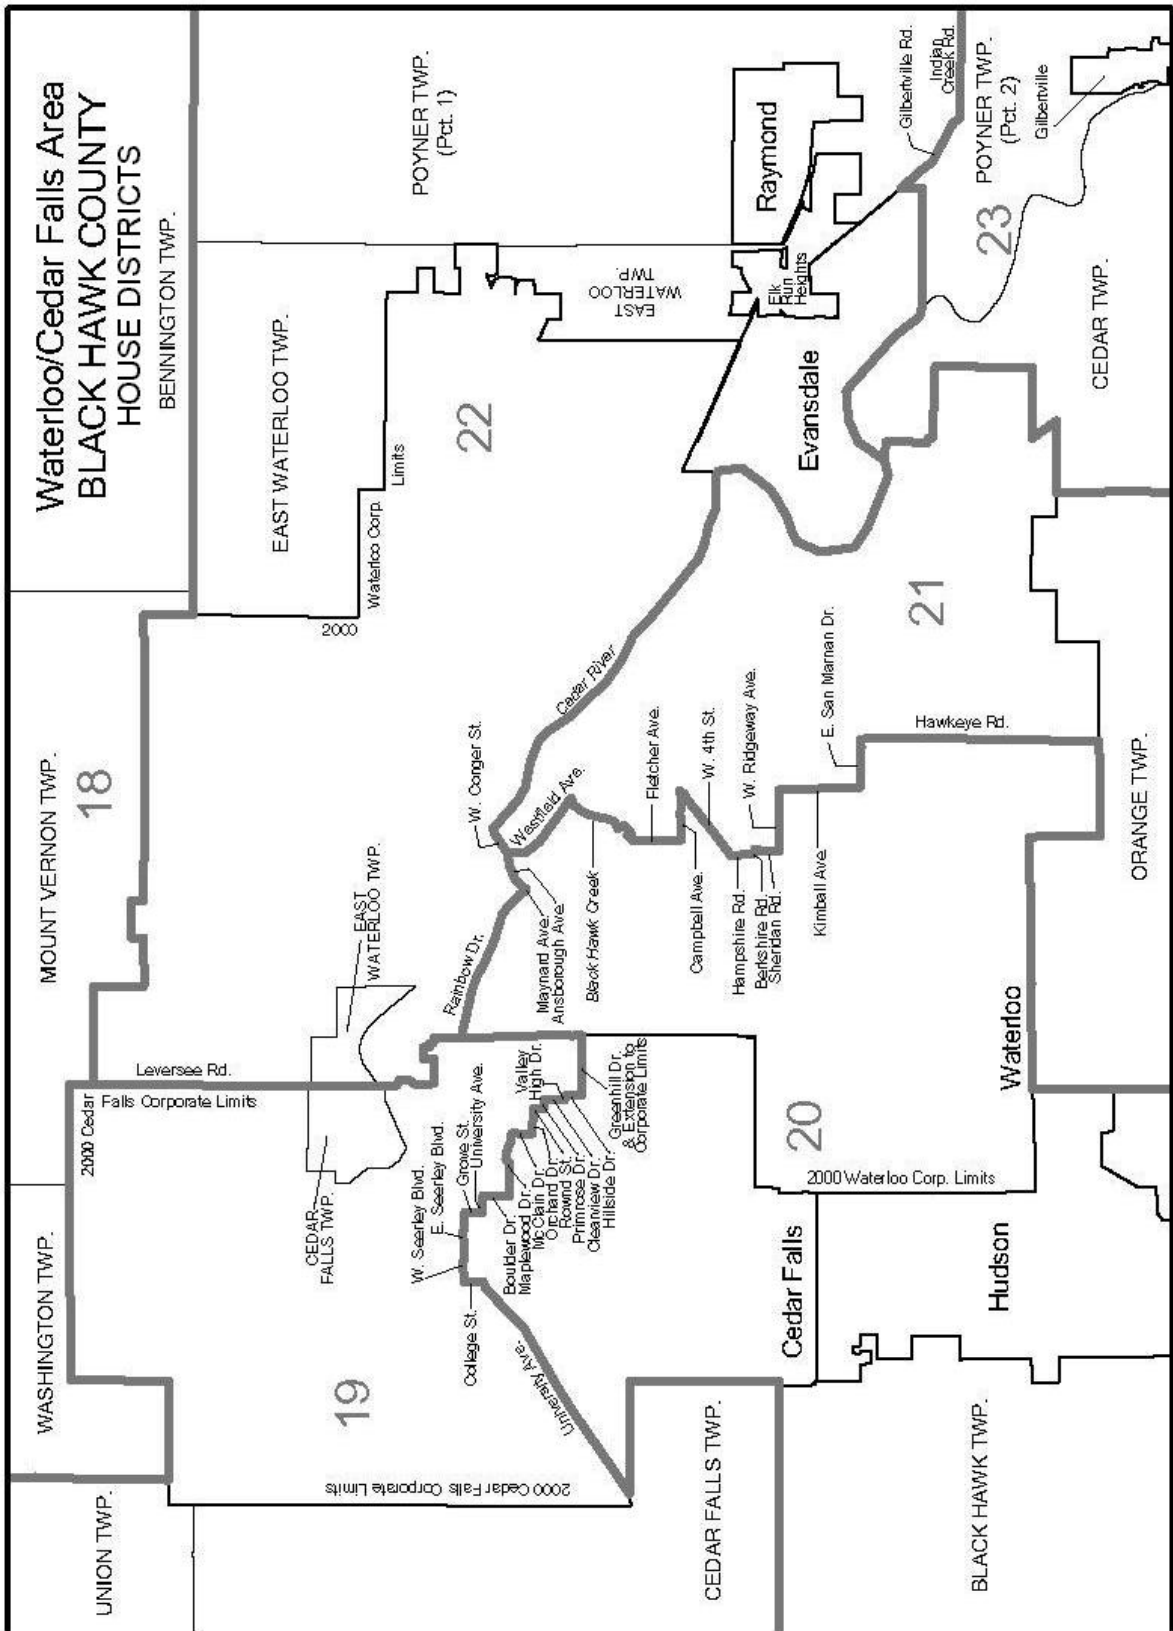 Waterloo/Cedar Falls Area
BLACK HAWK COUNTY
HOUSE DISTRICTS
UNION TWP.
WASHINGTON TWP.
MOUNT VERNON TWP.
18
BENNINGTON TWP.
2000 Cedar
Falls Corporate Limits
Leversee Rd.
2000
Waterloo Corp.
Limits
EAST WATERLOO TWP.
POYNER TWP.
(Pct. 1)
CEDAR
FALLS TWP.
EAST
WATERLOO TWP.
19
2000 Cedar Falls Corporate Limits
22
EAST
WATERLOO
TWP.
W. Seerley Blvd.
E. Seerley Blvd.
College St.
Grove St.
University Ave.
University Ave.
Boulder Dr.
Maplewood Dr.
McClain Dr.
Orchard Dr.
Rownd St.
Primrose Dr.
Clearview Dr.
Hillside Dr.
Valley
High Dr.
Greenhill Dr.
& Extension to
Corporate Limits
Rainbow Dr.
W. Conger St.
Maynard Ave.
Ansborough Ave.
Westfield Ave.
Black Hawk Creek
Cedar River
Fletcher Ave.
Campbell Ave.
W. 4th St.
Hampshire Rd.
Berkshire Rd.
Sheridan Rd.
W. Ridgeway Ave.
Kimball Ave.
E. San Marnan Dr.
Hawkeye Rd.
Raymond
Elk
Run
Heights
Evansdale
Gilbertville Rd.
Indian
Creek Rd.
POYNER TWP.
(Pct. 2)
Gilbertville
23
CEDAR TWP.
21
20
2000 Waterloo Corp. Limits
Waterloo
Cedar Falls
Hudson
CEDAR FALLS TWP.
BLACK HAWK TWP.
ORANGE TWP.